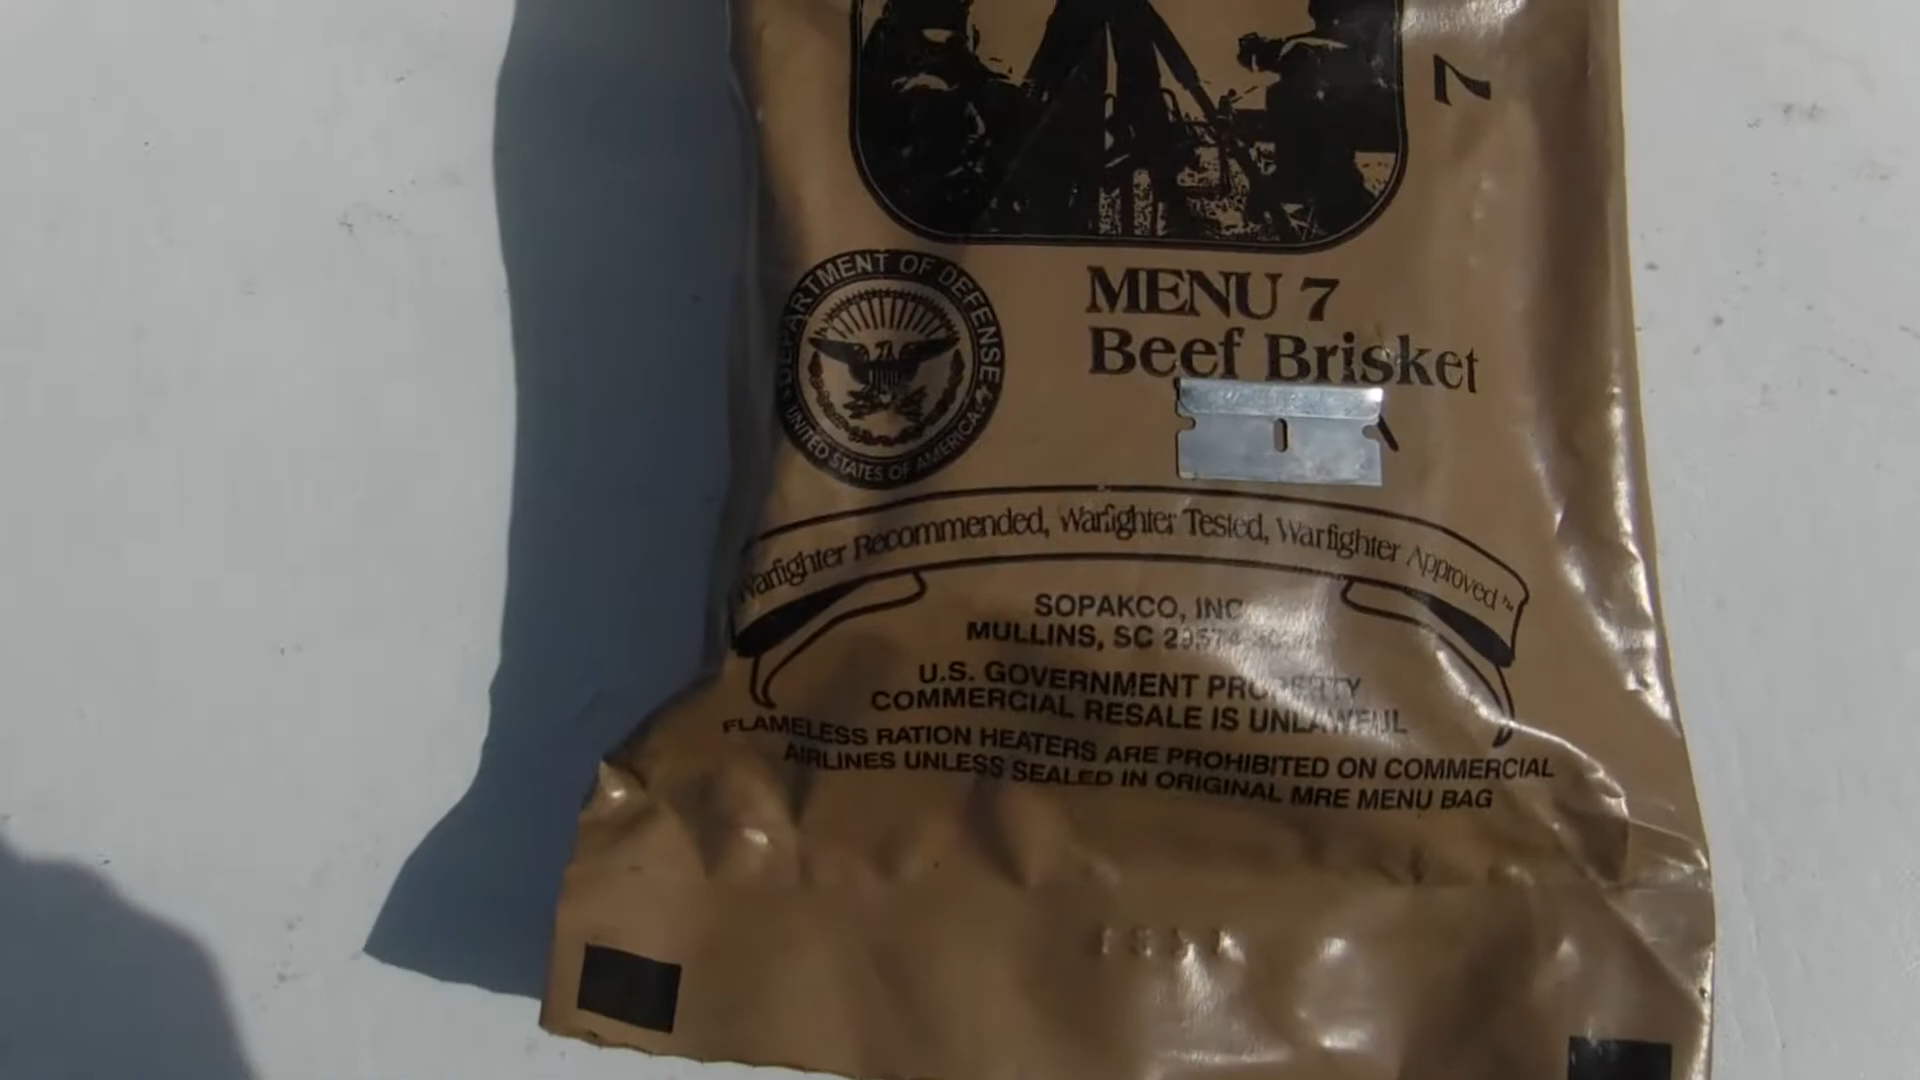 7
MENU 7
Beef Brisket
DEPARTMENT OF DEFENSE
UNITED STATES OF AMERICA
Warfighter Recommended, Warfighter Tested, Warfighter Approved™
SOPAKCO, INC
MULLINS, SC 29574
U.S. GOVERNMENT PROPERTY
COMMERCIAL RESALE IS UNLAWFUL
FLAMELESS RATION HEATERS ARE PROHIBITED ON COMMERCIAL
AIRLINES UNLESS SEALED IN ORIGINAL MRE MENU BAG